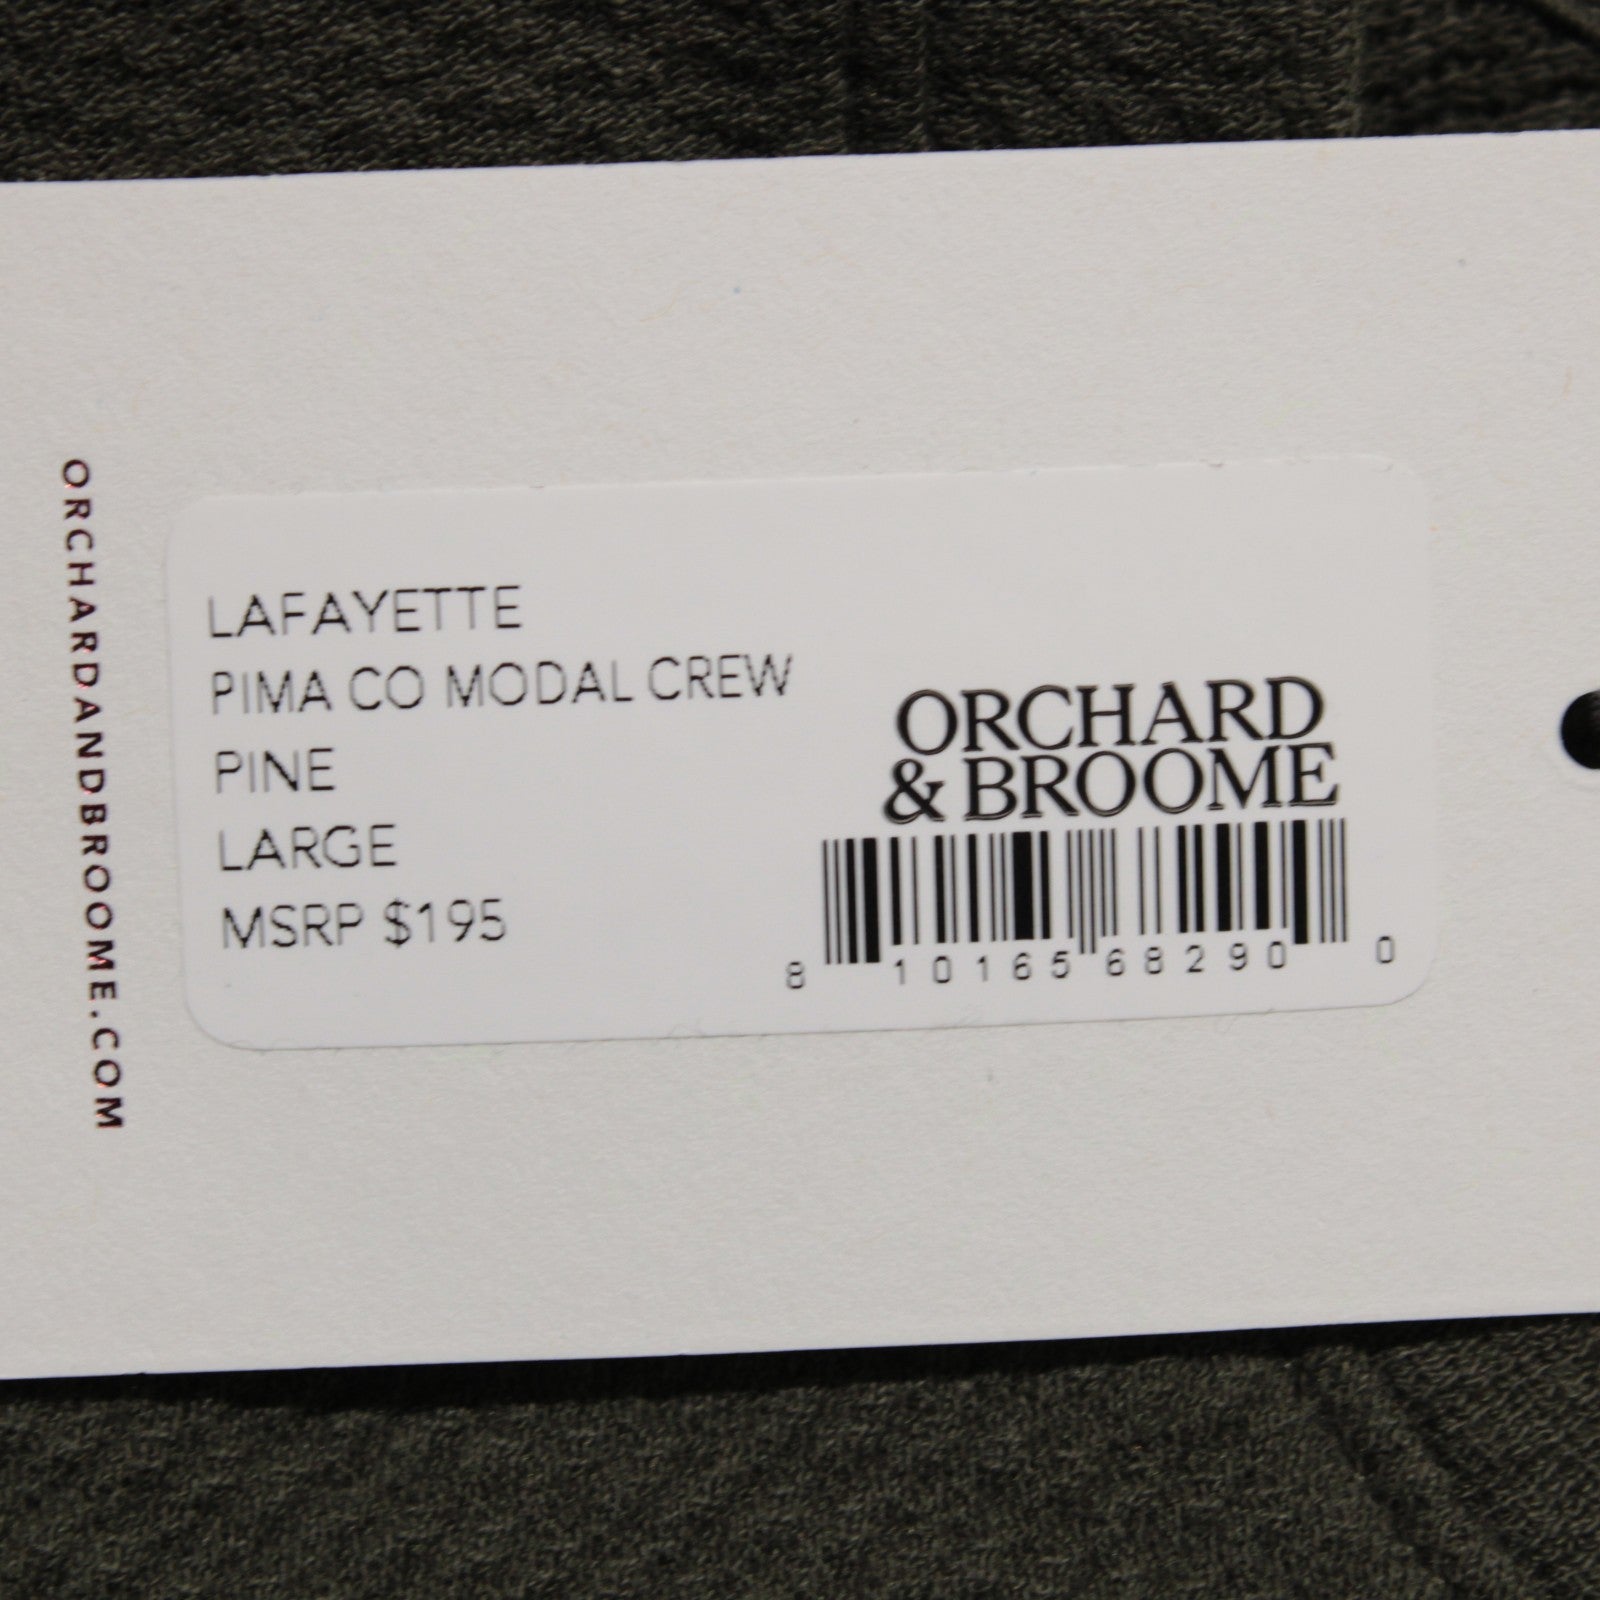 ORCHARDANDBROOME.COM
LAFAYETTE
PIMA CO MODAL CREW
PINE
LARGE
MSRP $195
ORCHARD
& BROOME
8 10165 68290 0